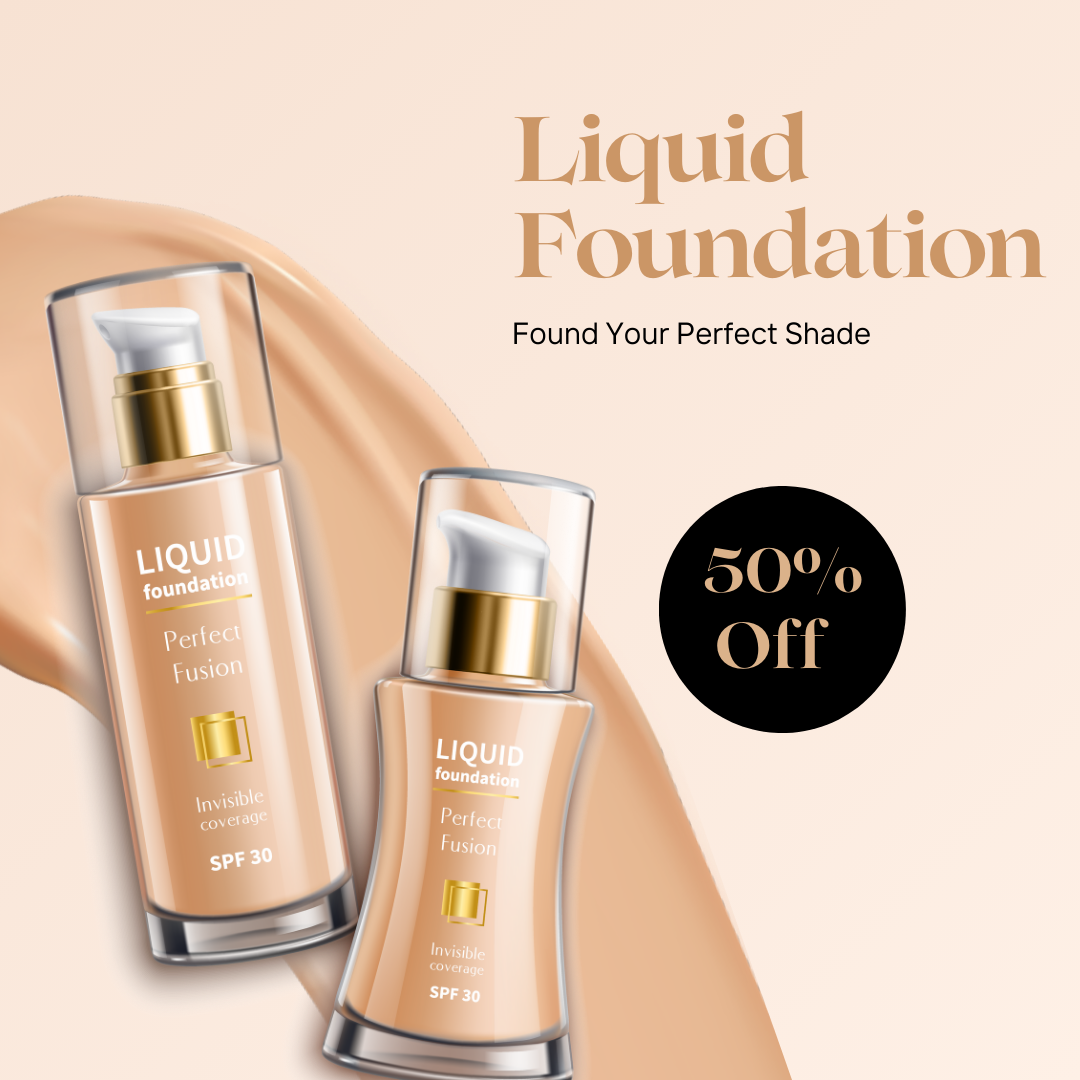 Liquid
Foundation
Found Your Perfect Shade
50%
Off
LIQUID
foundation
Perfect
Fusion
Invisible
coverage
SPF 30
LIQUID
foundation
Perfect
Fusion
Invisible
coverage
SPF 30